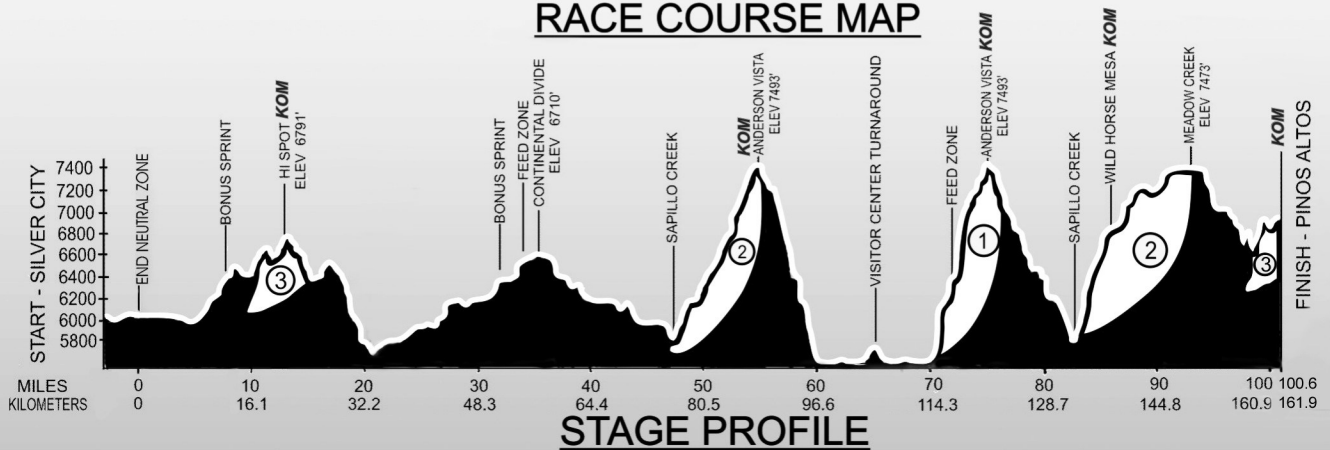 RACE COURSE MAP
START - SILVER CITY
7400
7200
7000
6800
6600
6400
6200
6000
5800
END NEUTRAL ZONE
BONUS SPRINT
HI SPOT KOM
ELEV 6791'
3
BONUS SPRINT
FEED ZONE
CONTINENTAL DIVIDE
ELEV 6710'
SAPILLO CREEK
KOM
ANDERSON VISTA
ELEV 7493'
2
VISITOR CENTER TURNAROUND
FEED ZONE
ANDERSON VISTA KOM
ELEV 7493'
1
SAPILLO CREEK
WILD HORSE MESA KOM
2
MEADOW CREEK
ELEV 7473'
KOM
3
FINISH - PINOS ALTOS
MILES 0 10 20 30 40 50 60 70 80 90 100 100.6
KILOMETERS 0 16.1 32.2 48.3 64.4 80.5 96.6 114.3 128.7 144.8 160.9 161.9
STAGE PROFILE